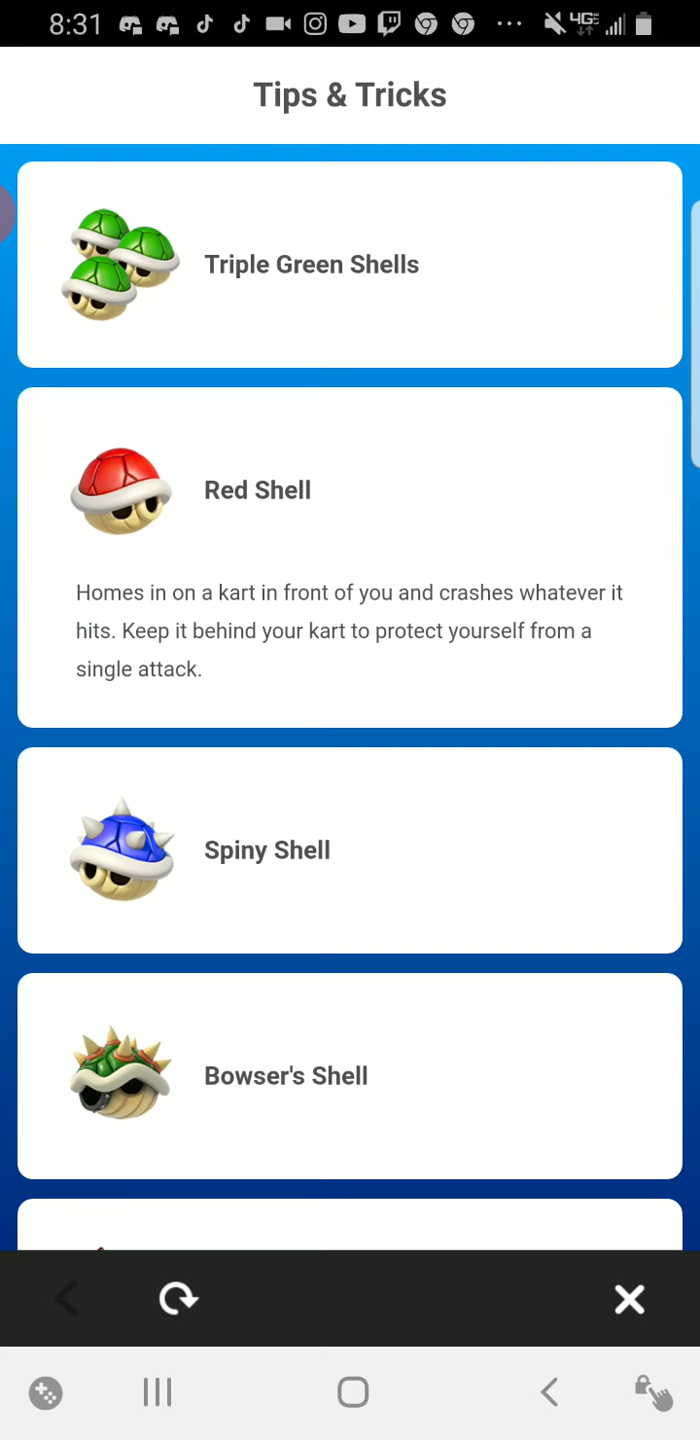 8:31
4GE
Tips & Tricks
Triple Green Shells
Red Shell
Homes in on a kart in front of you and crashes whatever it
hits. Keep it behind your kart to protect yourself from a
single attack.
Spiny Shell
Bowser's Shell